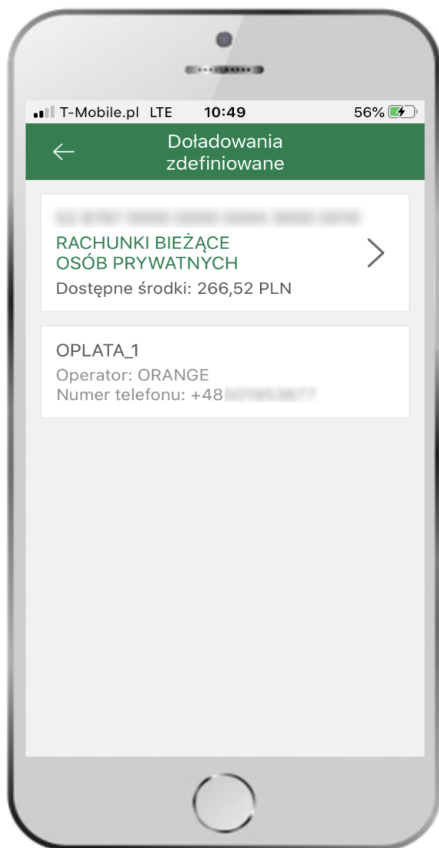 T-Mobile.pl LTE 10:49 56%
Doładowania
zdefiniowane
RACHUNKI BIEŻĄCE
OSÓB PRYWATNYCH
Dostępne środki: 266,52 PLN
OPLATA_1
Operator: ORANGE
Numer telefonu: +48